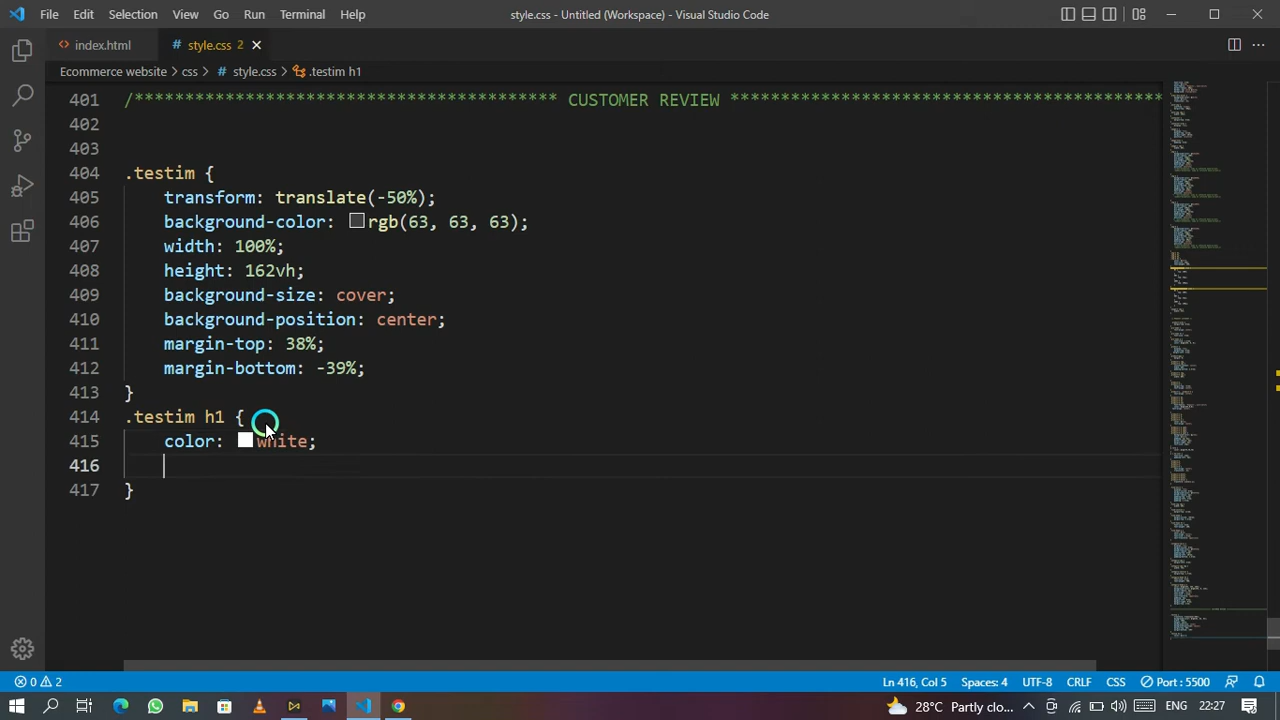 File Edit Selection View Go Run Terminal Help
style.css - Untitled (Workspace) - Visual Studio Code
index.html
style.css 2
Ecommerce website > css > # style.css > .testim h1
401 /****************************************** CUSTOMER REVIEW *******************************************
402
403
404 .testim {
405 transform: translate(-50%);
406 background-color: rgb(63, 63, 63);
407 width: 100%;
408 height: 162vh;
409 background-size: cover;
410 background-position: center;
411 margin-top: 38%;
412 margin-bottom: -39%;
413 }
414 .testim h1 {
415 color: white;
416
417 }
0 2
Ln 416, Col 5 Spaces: 4 UTF-8 CRLF CSS Port : 5500
28°C Partly clo... ENG 22:27